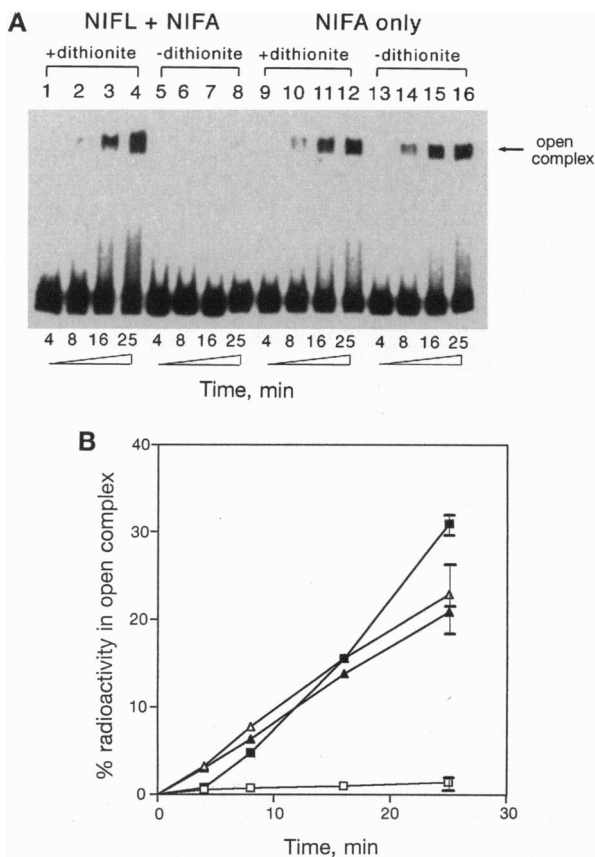 A
NIFL + NIFA NIFA only
+dithionite -dithionite +dithionite -dithionite
1 2 3 4 5 6 7 8 9 10 11 12 13 14 15 16
open
complex
4 8 16 25 4 8 16 25 4 8 16 25 4 8 16 25
Time, min
B
% radioactivity in open complex
40
30
20
10
0
0 10 20 30
Time, min